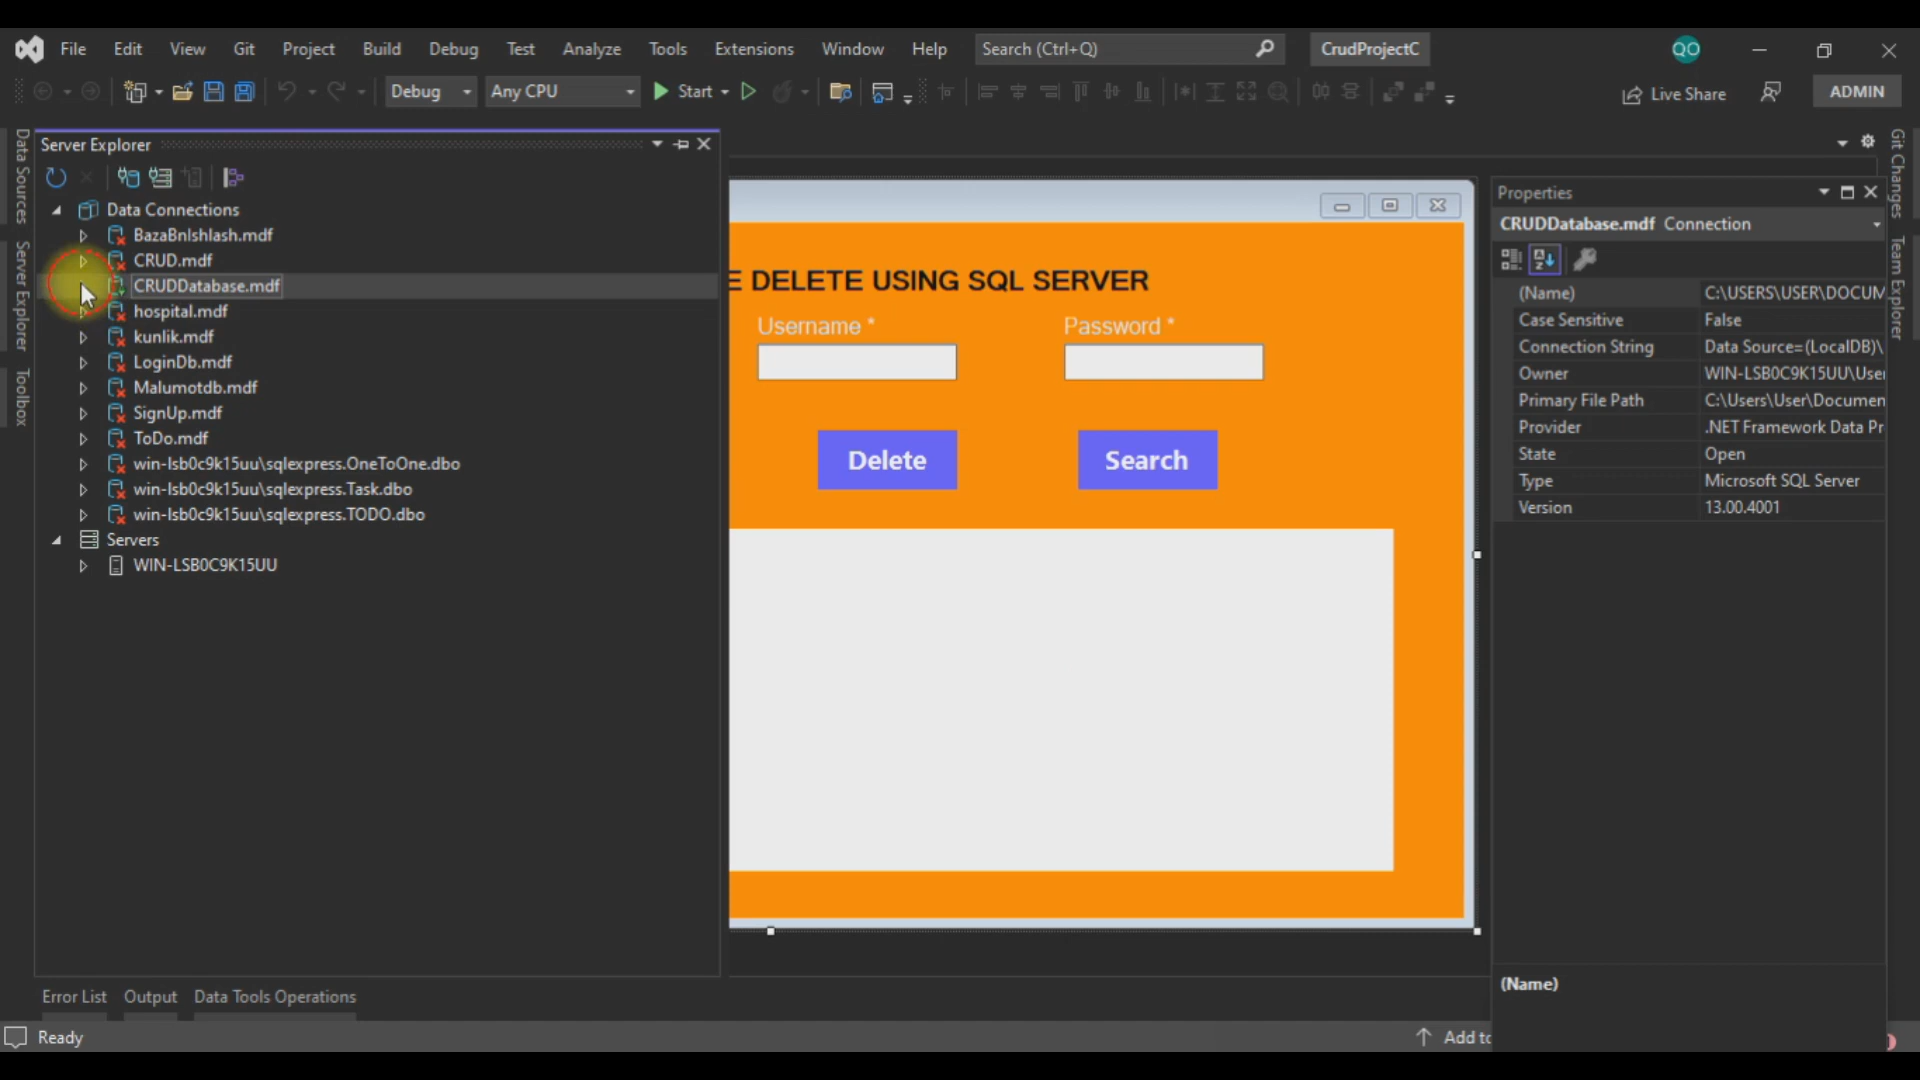 File Edit View Git Project Build Debug Test Analyze Tools Extensions Window Help Search (Ctrl+Q) CrudProjectC QO
Debug Any CPU Start Live Share ADMIN
Data Sources
Server Explorer
Toolbox
Server Explorer
Data Connections
BazaBnIshlash.mdf
CRUD.mdf
CRUDDatabase.mdf
hospital.mdf
kunlik.mdf
LoginDb.mdf
Malumotdb.mdf
SignUp.mdf
ToDo.mdf
win-lsb0c9k15uu\sqlexpress.OneToOne.dbo
win-lsb0c9k15uu\sqlexpress.Task.dbo
win-lsb0c9k15uu\sqlexpress.TODO.dbo
Servers
WIN-LSB0C9K15UU
E DELETE USING SQL SERVER
Username * Password *
Delete Search
Properties
CRUDDatabase.mdf Connection
(Name) C:\USERS\USER\DOCUM
Case Sensitive False
Connection String Data Source=(LocalDB)\
Owner WIN-LSB0C9K15UU\User
Primary File Path C:\Users\User\Documen
Provider .NET Framework Data Pr
State Open
Type Microsoft SQL Server
Version 13.00.4001
(Name)
Git Changes
Team Explorer
Error List Output Data Tools Operations
Ready Add to